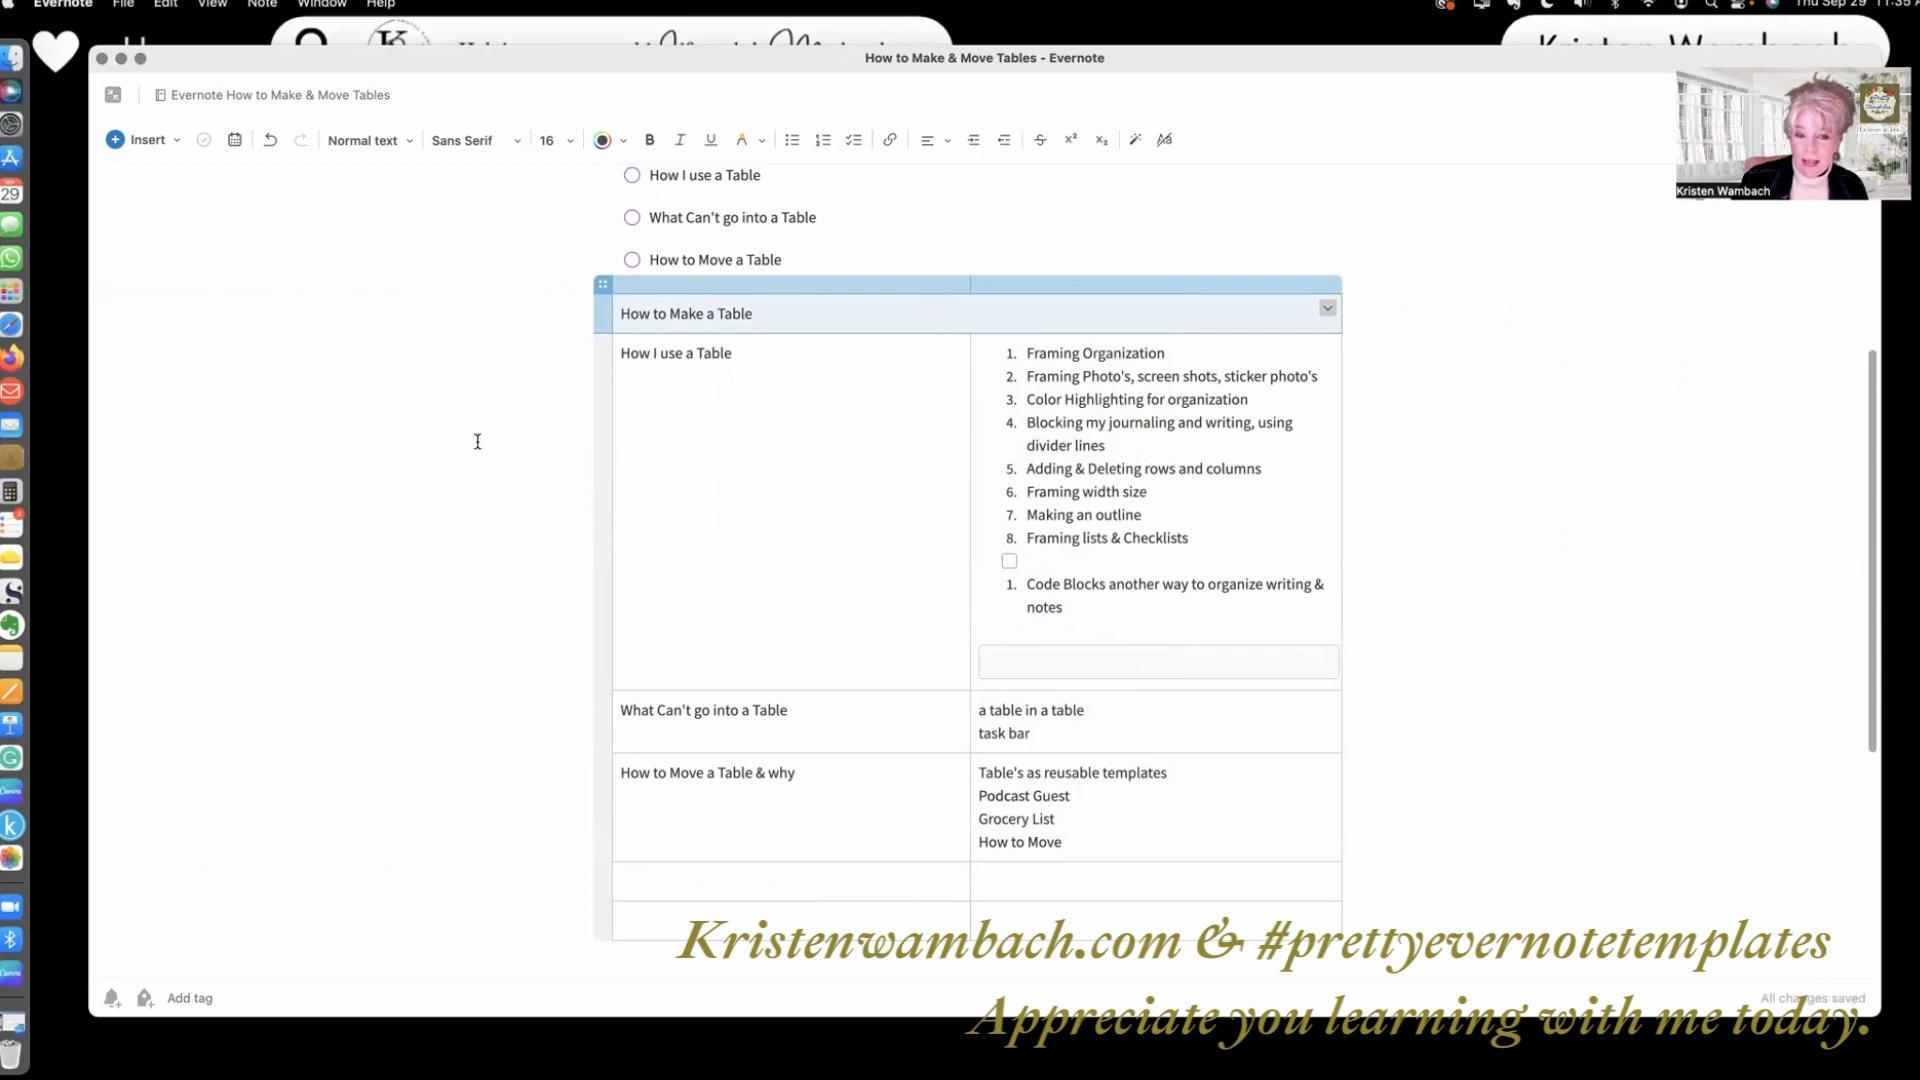 Evernote File Edit View Note Window Help
Thu Sep 29 11:35
Kristen Wambach
How to Make & Move Tables - Evernote
Evernote How to Make & Move Tables
Insert Normal text Sans Serif 16 B I U
Kristen Wambach
How I use a Table
What Can't go into a Table
How to Move a Table
How to Make a Table
How I use a Table
1. Framing Organization
2. Framing Photo's, screen shots, sticker photo's
3. Color Highlighting for organization
4. Blocking my journaling and writing, using
divider lines
5. Adding & Deleting rows and columns
6. Framing width size
7. Making an outline
8. Framing lists & Checklists
1. Code Blocks another way to organize writing &
notes
What Can't go into a Table
a table in a table
task bar
How to Move a Table & why
Table's as reusable templates
Podcast Guest
Grocery List
How to Move
Kristenwambach.com & #prettyevernotetemplates
Add tag
All changes saved
Appreciate you learning with me today.